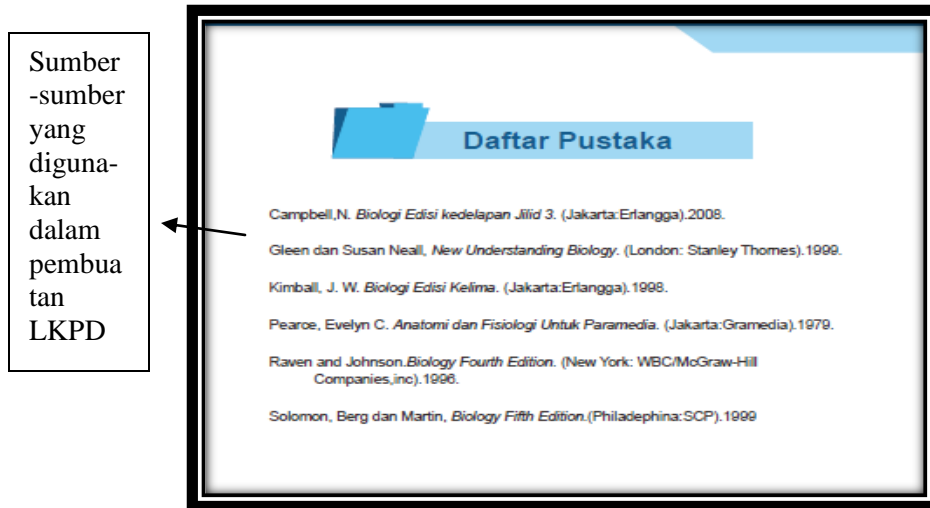 Sumber
-sumber
yang
diguna-
kan
dalam
pembua
tan
LKPD
Daftar Pustaka
Campbell,N. Biologi Edisi kedelapan Jilid 3. (Jakarta:Erlangga).2008.
Gleen dan Susan Neall, New Understanding Biology. (London: Stanley Thomes).1999.
Kimball, J. W. Biologi Edisi Kelima. (Jakarta:Erlangga).1998.
Pearce, Evelyn C. Anatomi dan Fisiologi Untuk Paramedia. (Jakarta:Gramedia).1979.
Raven and Johnson.Biology Fourth Edition. (New York: WBC/McGraw-Hill
Companies,inc).1996.
Solomon, Berg dan Martin, Biology Fifth Edition.(Philadephina:SCP).1999